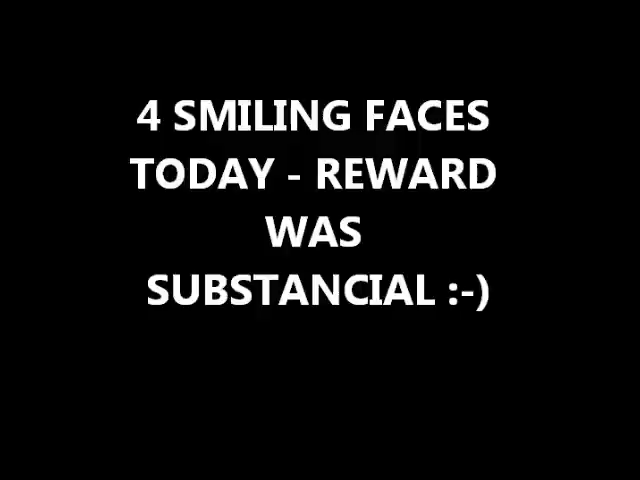 4 SMILING FACES
TODAY - REWARD
WAS
SUBSTANCIAL :-)